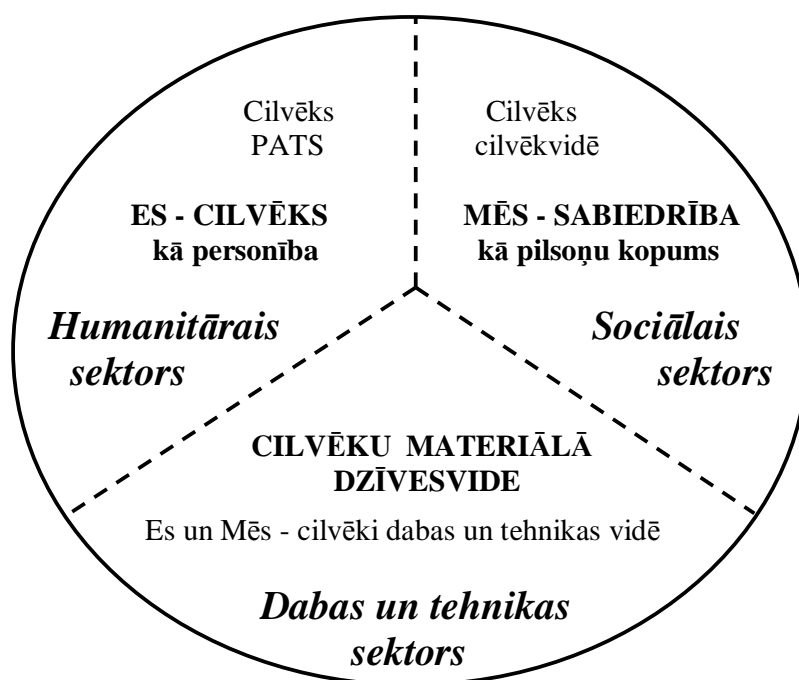 Cilvēks
PATS
ES - CILVĒKS
kā personība
Humanitārais
sektors
Cilvēks
cilvēkvidē
MĒS - SABIEDRĪBA
kā pilsoņu kopums
Sociālais
sektors
CILVĒKU MATERIĀLĀ
DZĪVESVIDE
Es un Mēs - cilvēki dabas un tehnikas vidē
Dabas un tehnikas
sektors